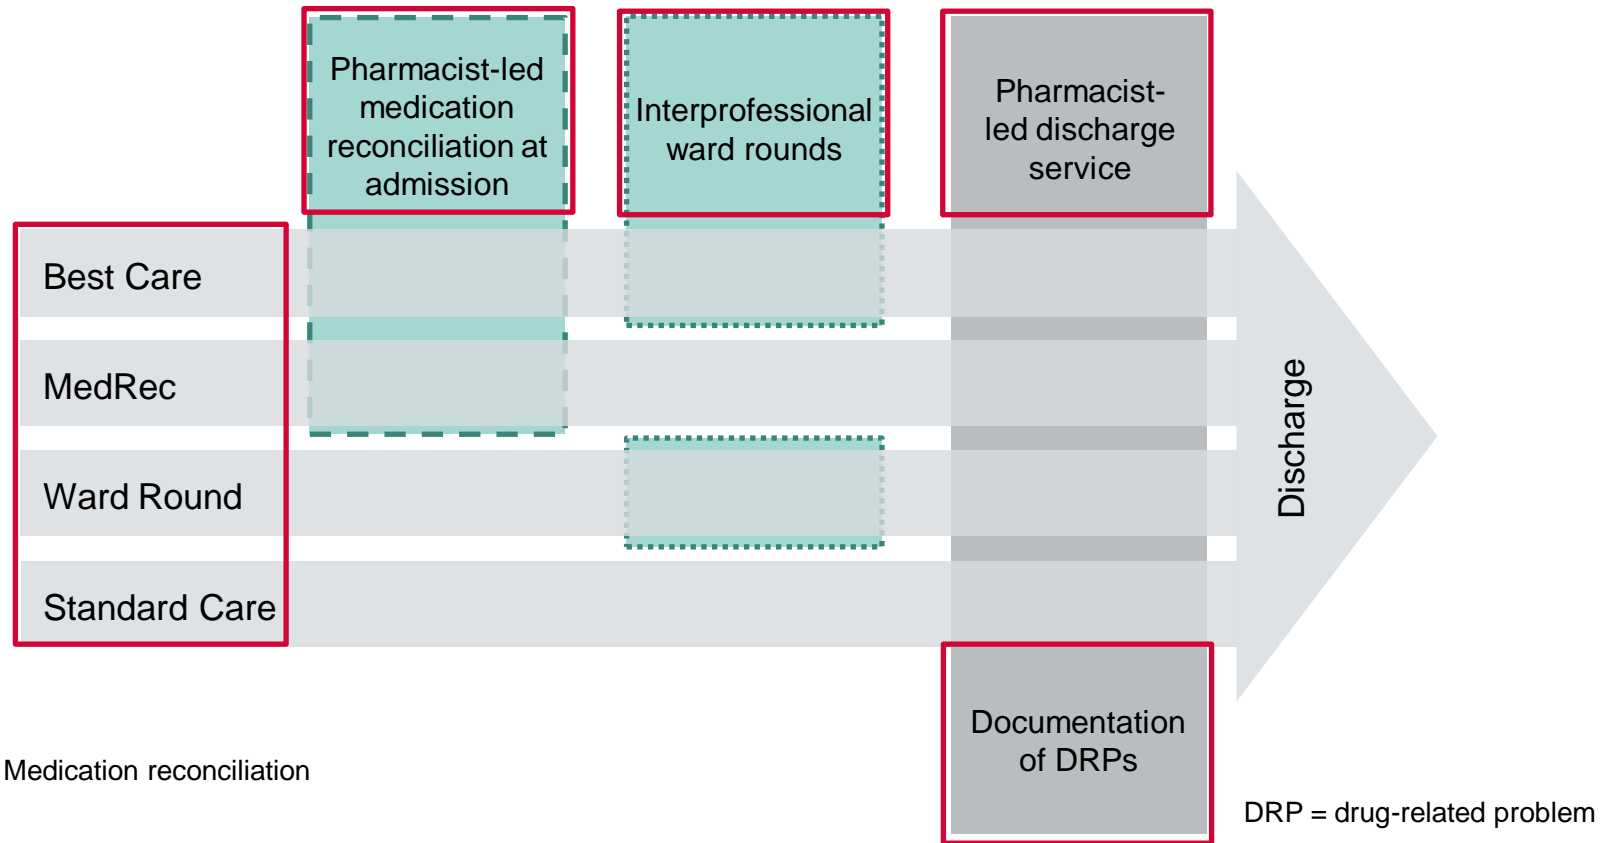 Pharmacist-led
medication
reconciliation at
admission
Interprofessional
ward rounds
Pharmacist-
led discharge
service
Best Care
MedRec
Ward Round
Standard Care
Discharge
Documentation
of DRPs
Medication reconciliation
DRP = drug-related problem